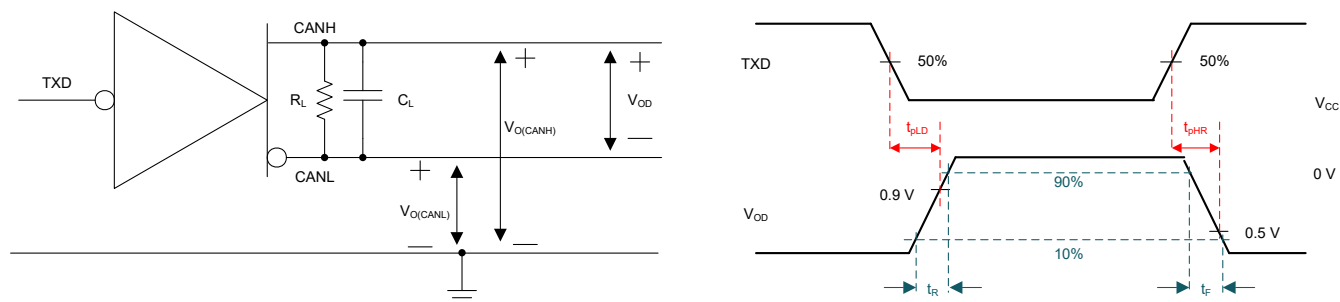 CANH
TXD
R_L
C_L
V_OD
V_O(CANH)
CANL
V_O(CANL)
TXD
50%
50%
V_CC
t_pLD
t_pHR
0 V
90%
0.9 V
V_OD
0.5 V
10%
t_R
t_F